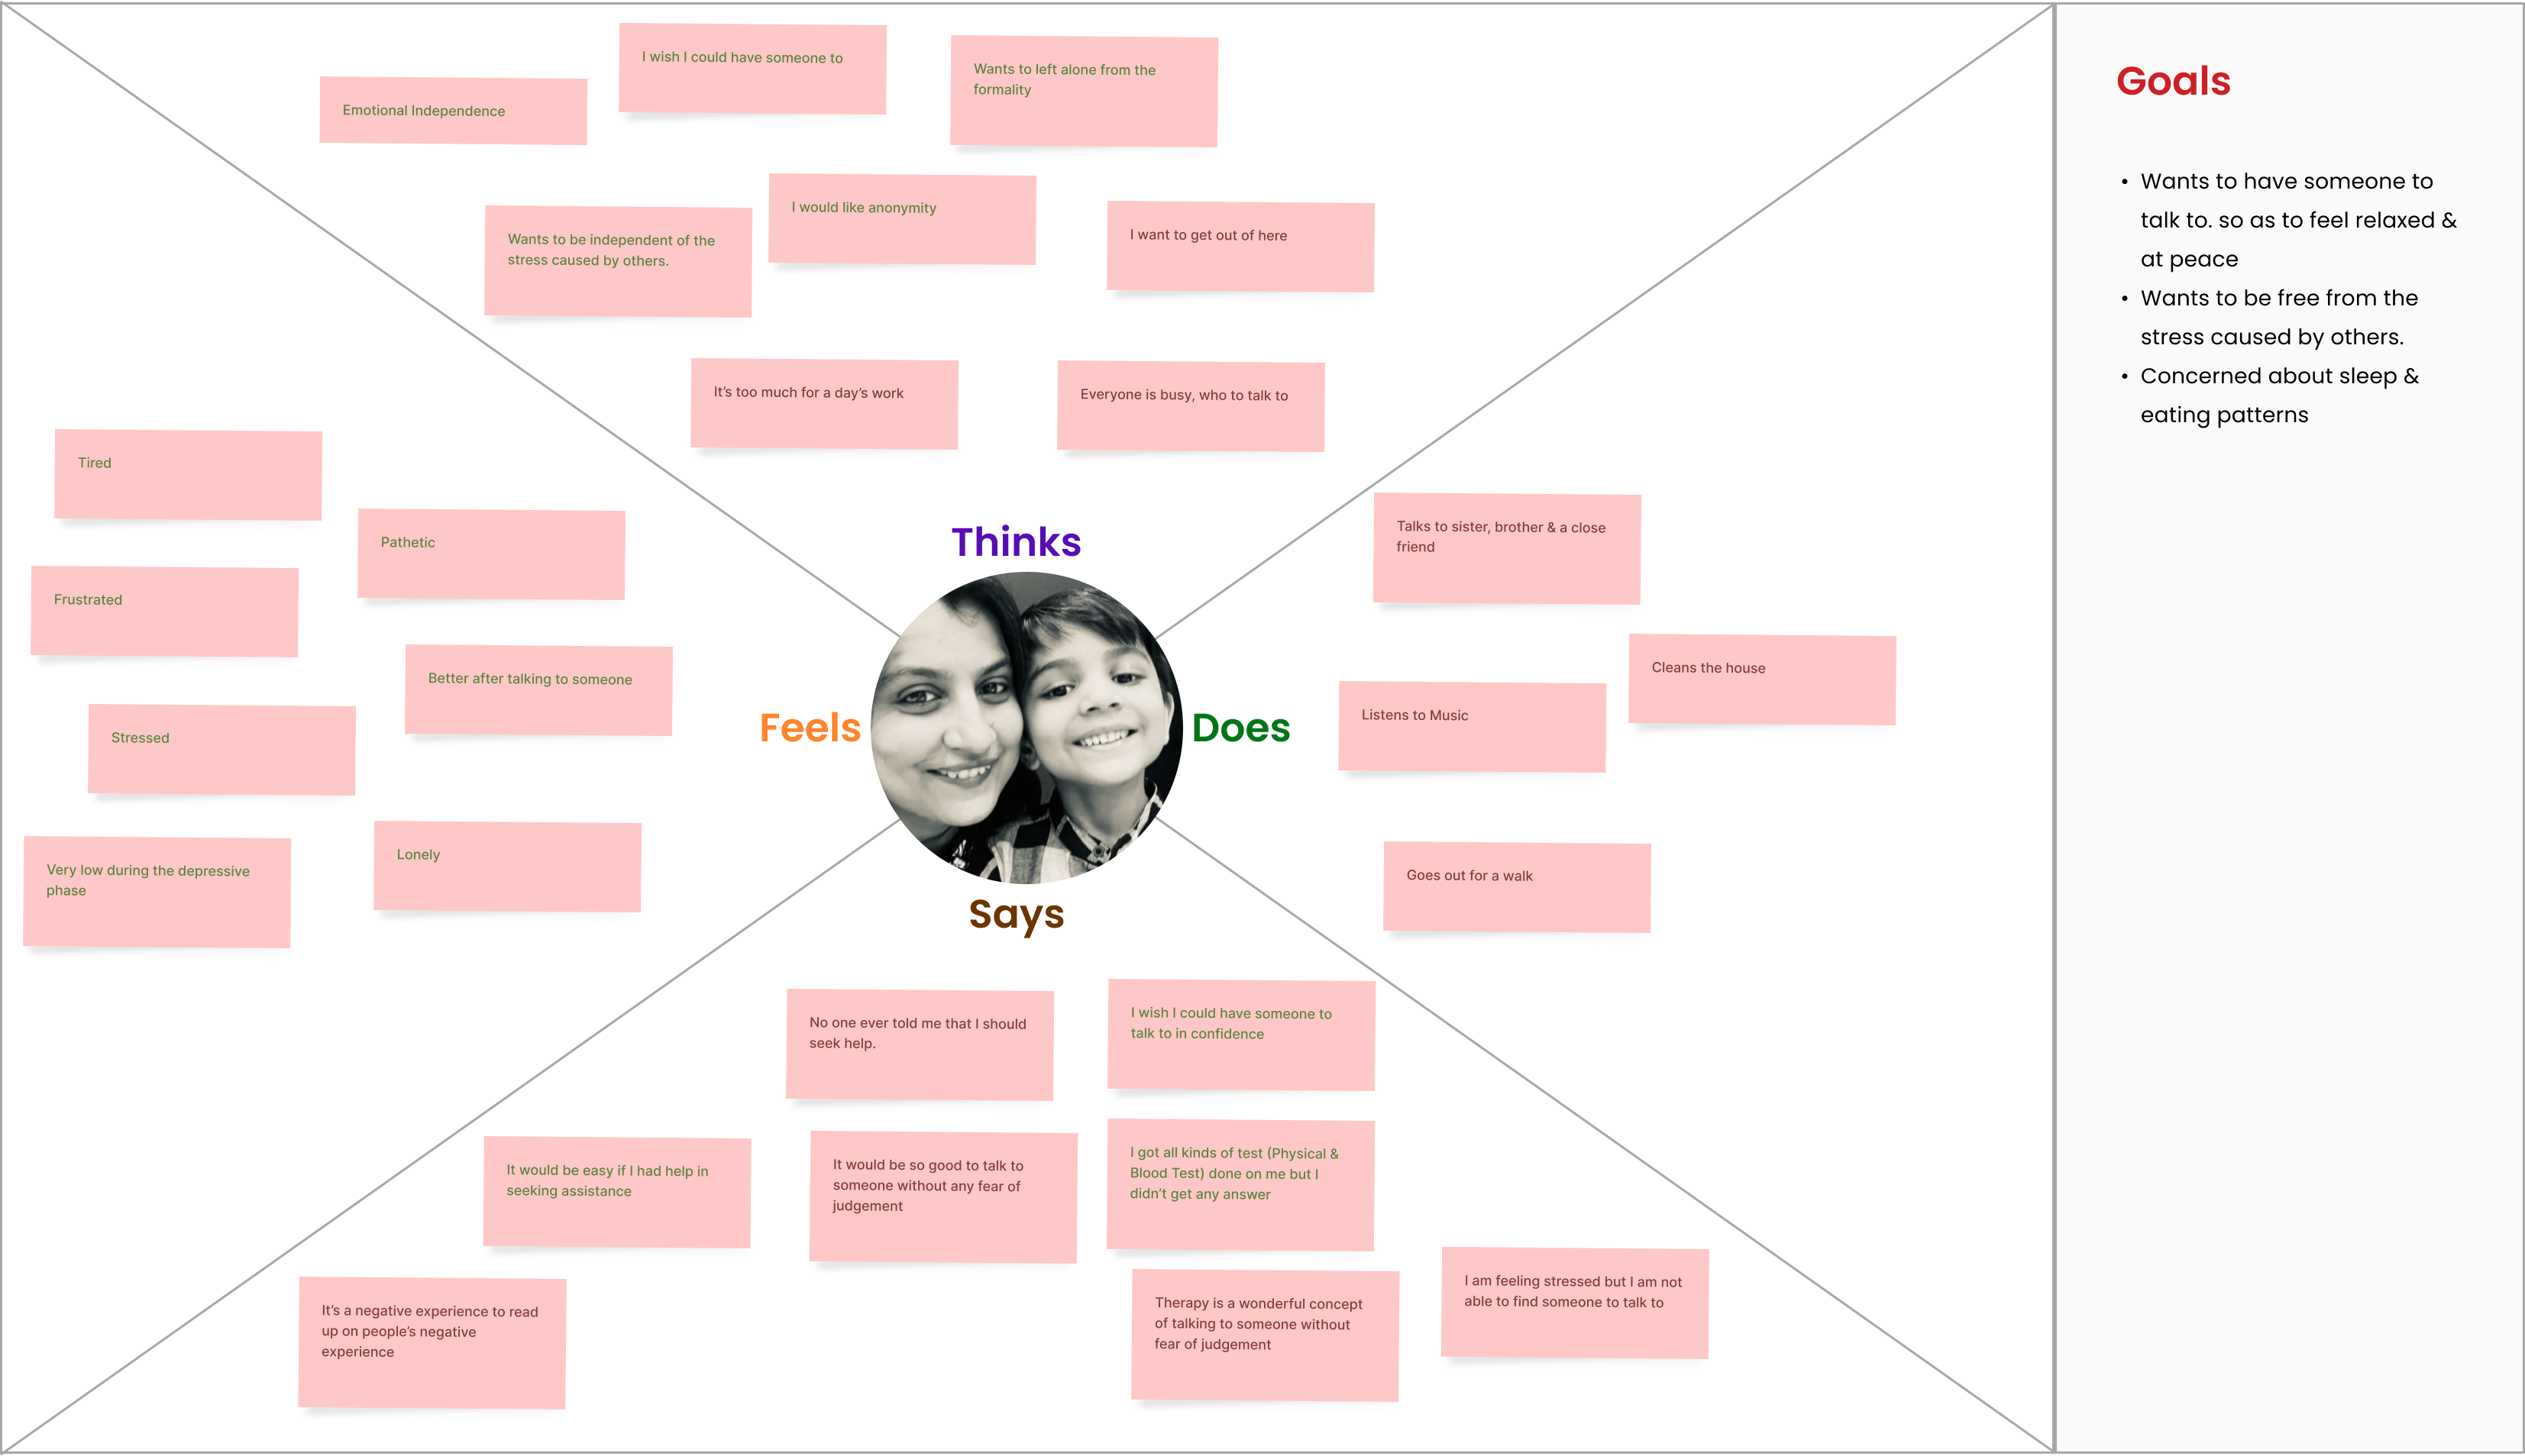 I wish I could have someone to
Wants to left alone from the
formality
Emotional Independence
I would like anonymity
Wants to be independent of the
stress caused by others.
I want to get out of here
It's too much for a day's work
Everyone is busy, who to talk to
Thinks
Tired
Pathetic
Frustrated
Better after talking to someone
Stressed
Very low during the depressive
phase
Lonely
Feels
Does
Talks to sister, brother & a close
friend
Cleans the house
Listens to Music
Goes out for a walk
Says
No one ever told me that I should
seek help.
I wish I could have someone to
talk to in confidence
It would be easy if I had help in
seeking assistance
It would be so good to talk to
someone without any fear of
judgement
I got all kinds of test (Physical &
Blood Test) done on me but I
didn't get any answer
It's a negative experience to read
up on people's negative
experience
Therapy is a wonderful concept
of talking to someone without
fear of judgement
I am feeling stressed but I am not
able to find someone to talk to
Goals
• Wants to have someone to
talk to. so as to feel relaxed &
at peace
• Wants to be free from the
stress caused by others.
• Concerned about sleep &
eating patterns